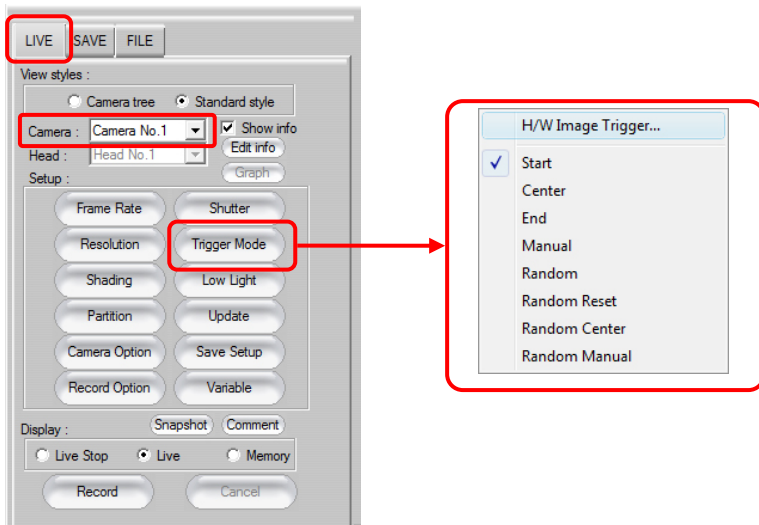 LIVE SAVE FILE
View styles :
Camera tree Standard style
Camera : Camera No.1 Show info
Head : Head No.1 Edit info
Setup : Graph
Frame Rate Shutter
Resolution Trigger Mode
Shading Low Light
Partition Update
Camera Option Save Setup
Record Option Variable
Display : Snapshot Comment
Live Stop Live Memory
Record Cancel
H/W Image Trigger...
Start
Center
End
Manual
Random
Random Reset
Random Center
Random Manual